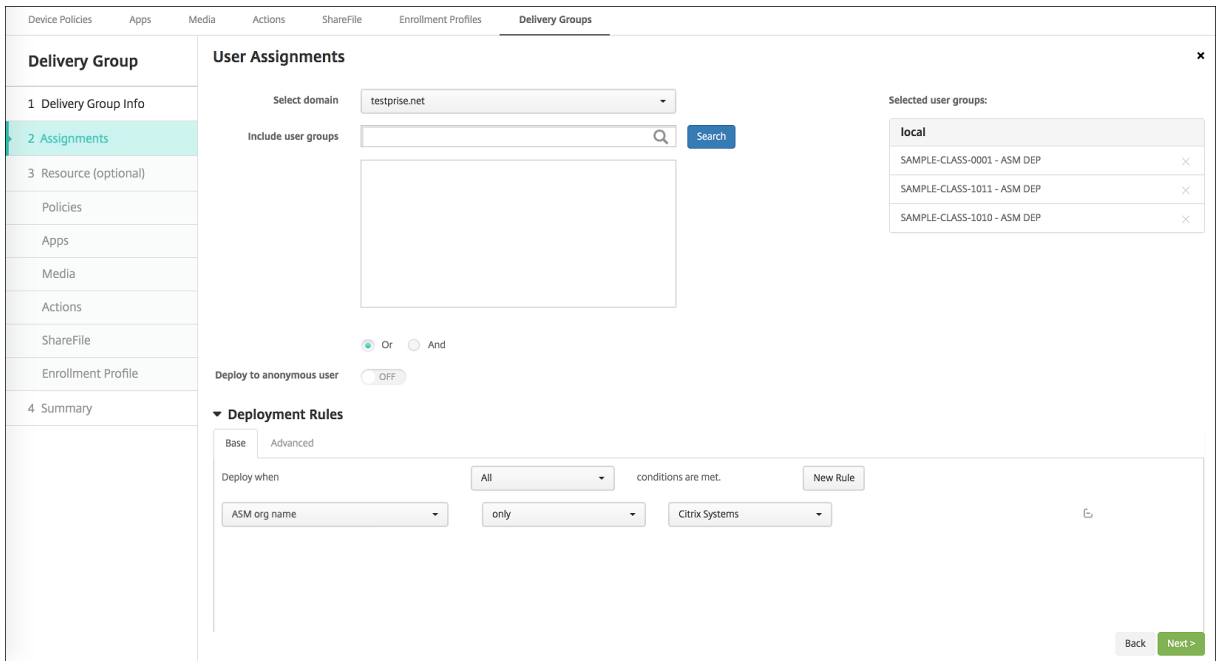 Device Policies Apps Media Actions ShareFile Enrollment Profiles Delivery Groups
Delivery Group
1 Delivery Group Info
2 Assignments
3 Resource (optional)
Policies
Apps
Media
Actions
ShareFile
Enrollment Profile
4 Summary
User Assignments
Select domain testprise.net
Include user groups Search
Or And
Deploy to anonymous user OFF
Selected user groups:
local
SAMPLE-CLASS-0001 - ASM DEP
SAMPLE-CLASS-1011 - ASM DEP
SAMPLE-CLASS-1010 - ASM DEP
Deployment Rules
Base Advanced
Deploy when All conditions are met. New Rule
ASM org name only Citrix Systems
Back Next >